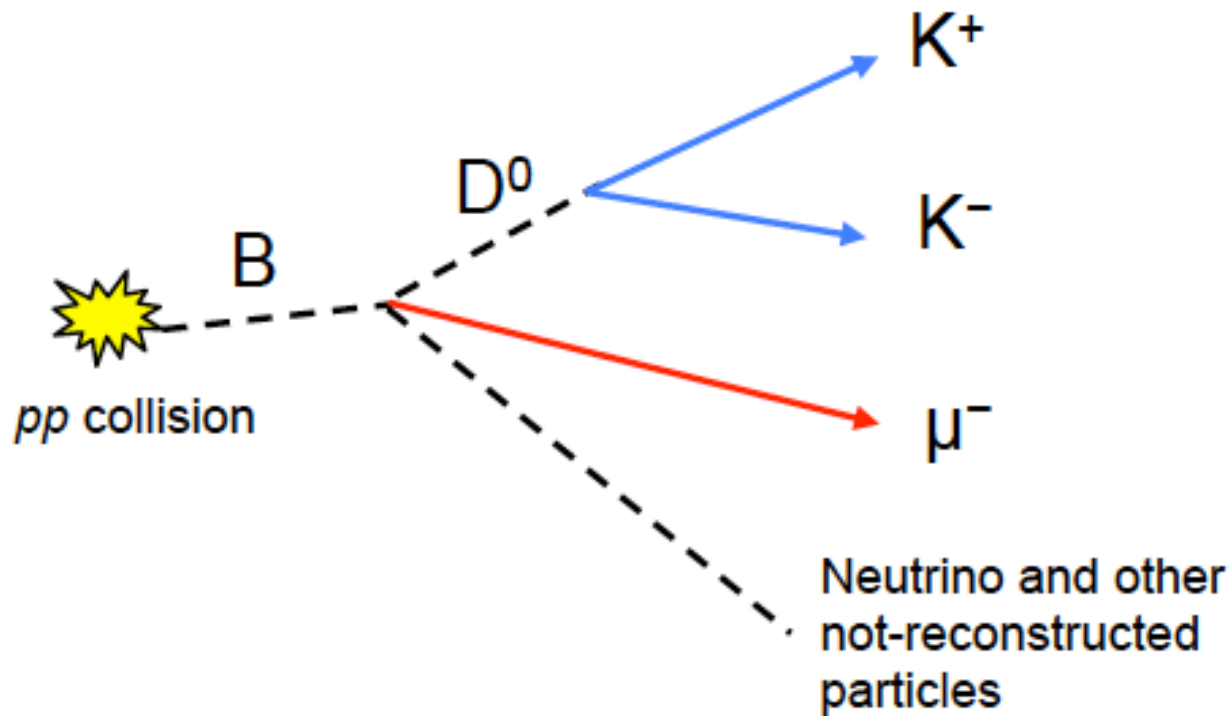 K⁺
D⁰
K⁻
B
pp collision
μ⁻
Neutrino and other
not-reconstructed
particles